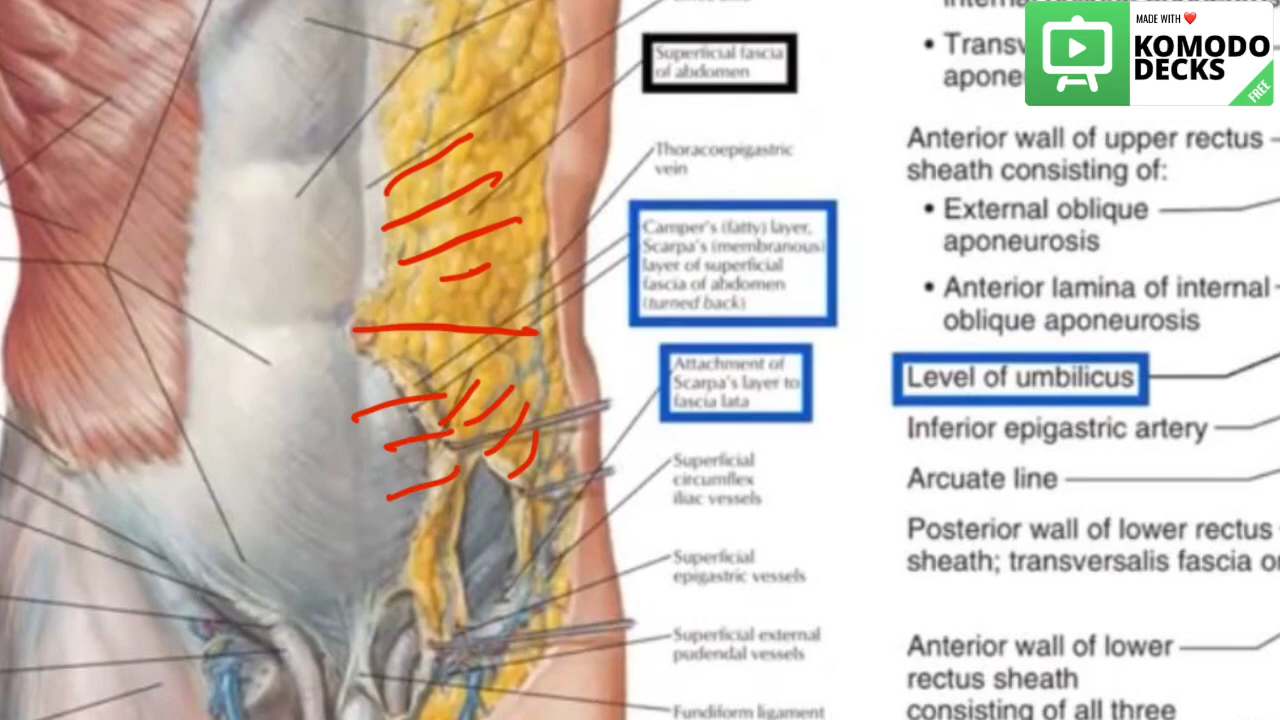 MADE WITH ❤️
KOMODO
DECKS
FREE
Superficial fascia
of abdomen
Thoracoepigastric
vein
Camper's (fatty) layer,
Scarpa's (membranous)
layer of superficial
fascia of abdomen
(turned back)
Attachment of
Scarpa's layer to
fascia lata
Superficial
circumflex
iliac vessels
Superficial
epigastric vessels
Superficial external
pudendal vessels
Fundiform ligament
• Transv
apone
Anterior wall of upper rectus
sheath consisting of:
• External oblique
aponeurosis
• Anterior lamina of internal
oblique aponeurosis
Level of umbilicus
Inferior epigastric artery
Arcuate line
Posterior wall of lower rectus
sheath; transversalis fascia o
Anterior wall of lower
rectus sheath
consisting of all three